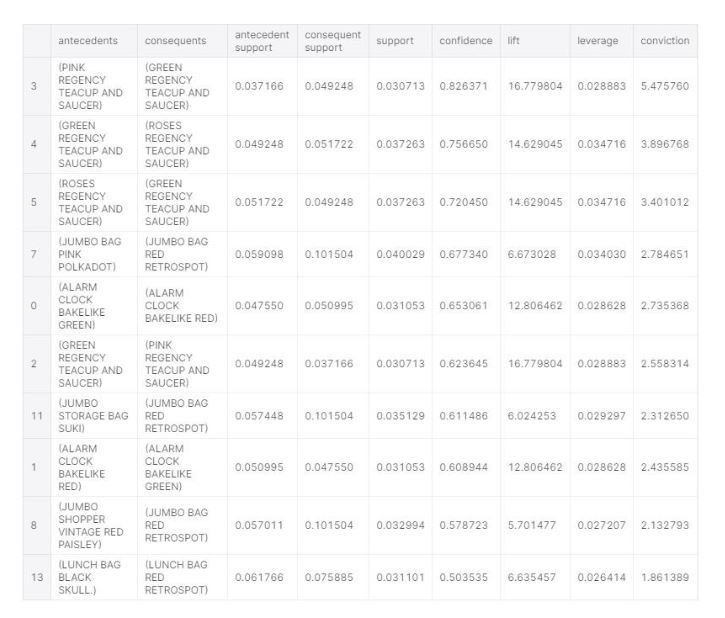 antecedents consequents antecedent support consequent support support confidence lift leverage conviction
3 (PINK REGENCY TEACUP AND SAUCER) (GREEN REGENCY TEACUP AND SAUCER) 0.037166 0.049248 0.030713 0.826371 16.779804 0.028883 5.475760
4 (GREEN REGENCY TEACUP AND SAUCER) (ROSES REGENCY TEACUP AND SAUCER) 0.049248 0.051722 0.037263 0.756650 14.629045 0.034716 3.896768
5 (ROSES REGENCY TEACUP AND SAUCER) (GREEN REGENCY TEACUP AND SAUCER) 0.051722 0.049248 0.037263 0.720450 14.629045 0.034716 3.401012
7 (JUMBO BAG PINK POLKADOT) (JUMBO BAG RED RETROSPOT) 0.059098 0.101504 0.040029 0.677340 6.673028 0.034030 2.784651
0 (ALARM CLOCK BAKELIKE GREEN) (ALARM CLOCK BAKELIKE RED) 0.047550 0.050995 0.031053 0.653061 12.806462 0.028628 2.735368
2 (GREEN REGENCY TEACUP AND SAUCER) (PINK REGENCY TEACUP AND SAUCER) 0.049248 0.037166 0.030713 0.623645 16.779804 0.028883 2.558314
11 (JUMBO STORAGE BAG SUKI) (JUMBO BAG RED RETROSPOT) 0.057448 0.101504 0.035129 0.611486 6.024253 0.029297 2.312650
1 (ALARM CLOCK BAKELIKE RED) (ALARM CLOCK BAKELIKE GREEN) 0.050995 0.047550 0.031053 0.608944 12.806462 0.028628 2.435585
8 (JUMBO SHOPPER VINTAGE RED PAISLEY) (JUMBO BAG RED RETROSPOT) 0.057011 0.101504 0.032994 0.578723 5.701477 0.027207 2.132793
13 (LUNCH BAG BLACK SKULL.) (LUNCH BAG RED RETROSPOT) 0.061766 0.075885 0.031101 0.503535 6.635457 0.026414 1.861389